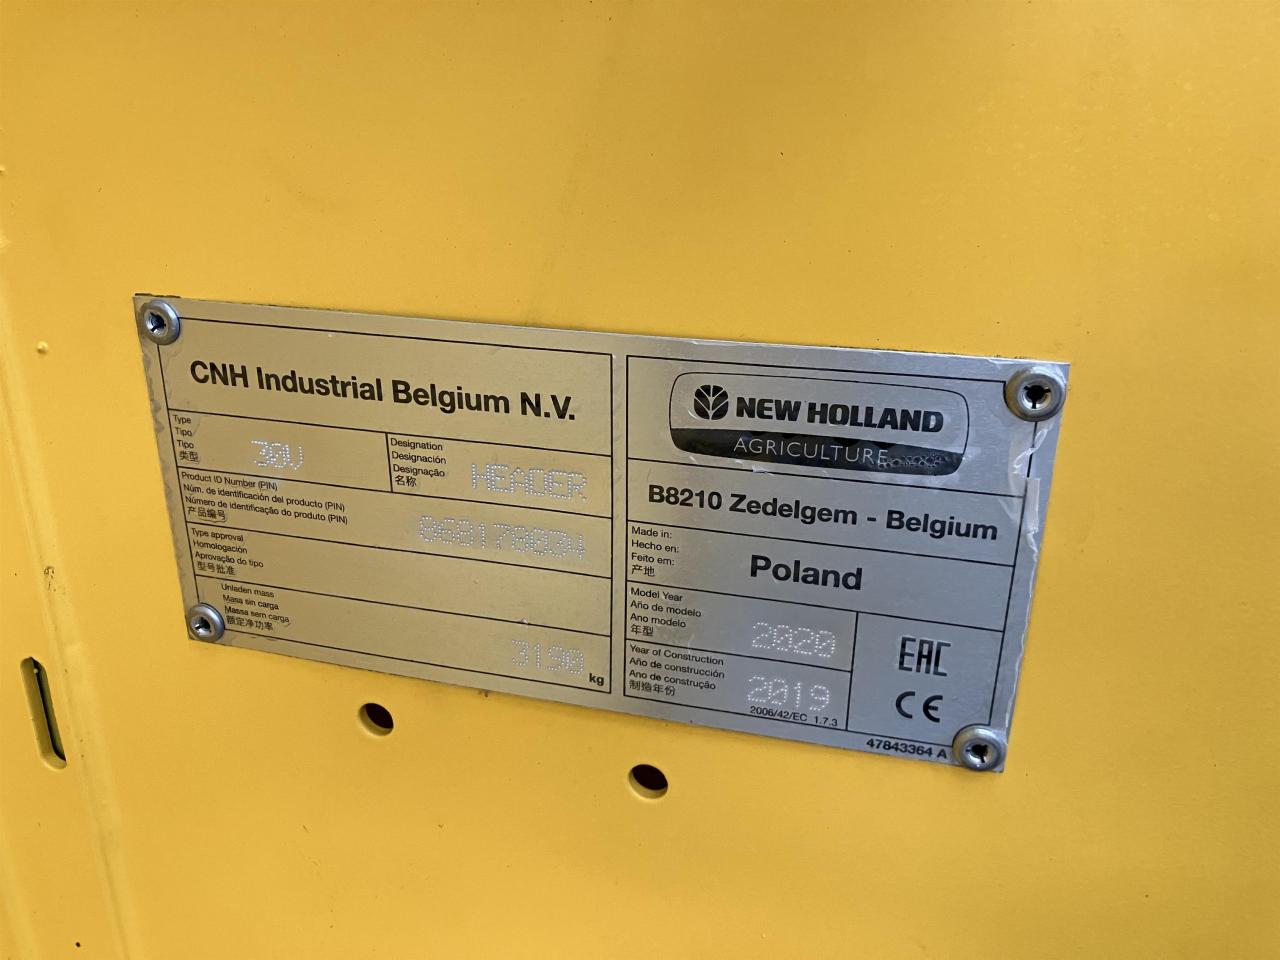 CNH Industrial Belgium N.V.
Type
Tipo
Tipo
类型
30V
Designation
Designación
Designação
名称
HEADER
Product ID Number (PIN)
Núm. de identificación del producto (PIN)
Número de identificação do produto (PIN)
产品编号
868178034
Type approval
Homologación
Aprovação do tipo
型号批准
Unladen mass
Masa sin carga
Massa sem carga
额定净功率
3190 kg
NEW HOLLAND
AGRICULTURE
B8210 Zedelgem - Belgium
Made in:
Hecho en:
Feito em:
产地
Poland
Model Year
Año de modelo
Ano modelo
年型
2020
Year of Construction
Año de construcción
Ano de construção
制造年份
2019
2006/42/EC 1.7.3
EAC
CE
47843364 A